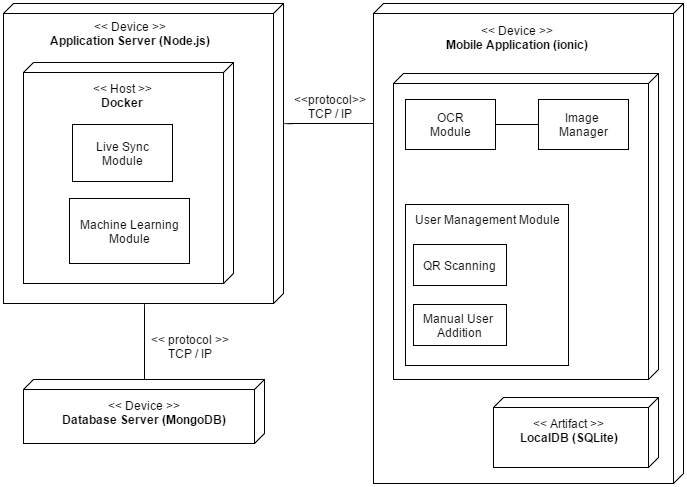 << Device >>
Application Server (Node.js)
<< Host >>
Docker
Live Sync
Module
Machine Learning
Module
<<protocol>>
TCP / IP
<< Device >>
Mobile Application (ionic)
OCR
Module
Image
Manager
User Management Module
QR Scanning
Manual User
Addition
<< Artifact >>
LocalDB (SQLite)
<< protocol >>
TCP / IP
<< Device >>
Database Server (MongoDB)